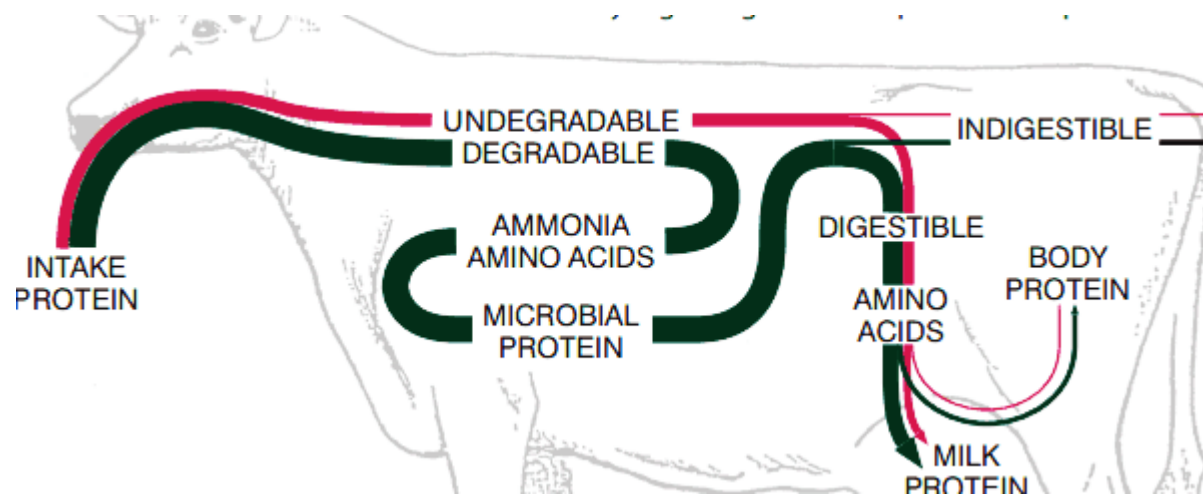 UNDEGRADABLE
DEGRADABLE
INDIGESTIBLE
AMMONIA
AMINO ACIDS
DIGESTIBLE
INTAKE
PROTEIN
BODY
PROTEIN
MICROBIAL
PROTEIN
AMINO
ACIDS
MILK
PROTEIN